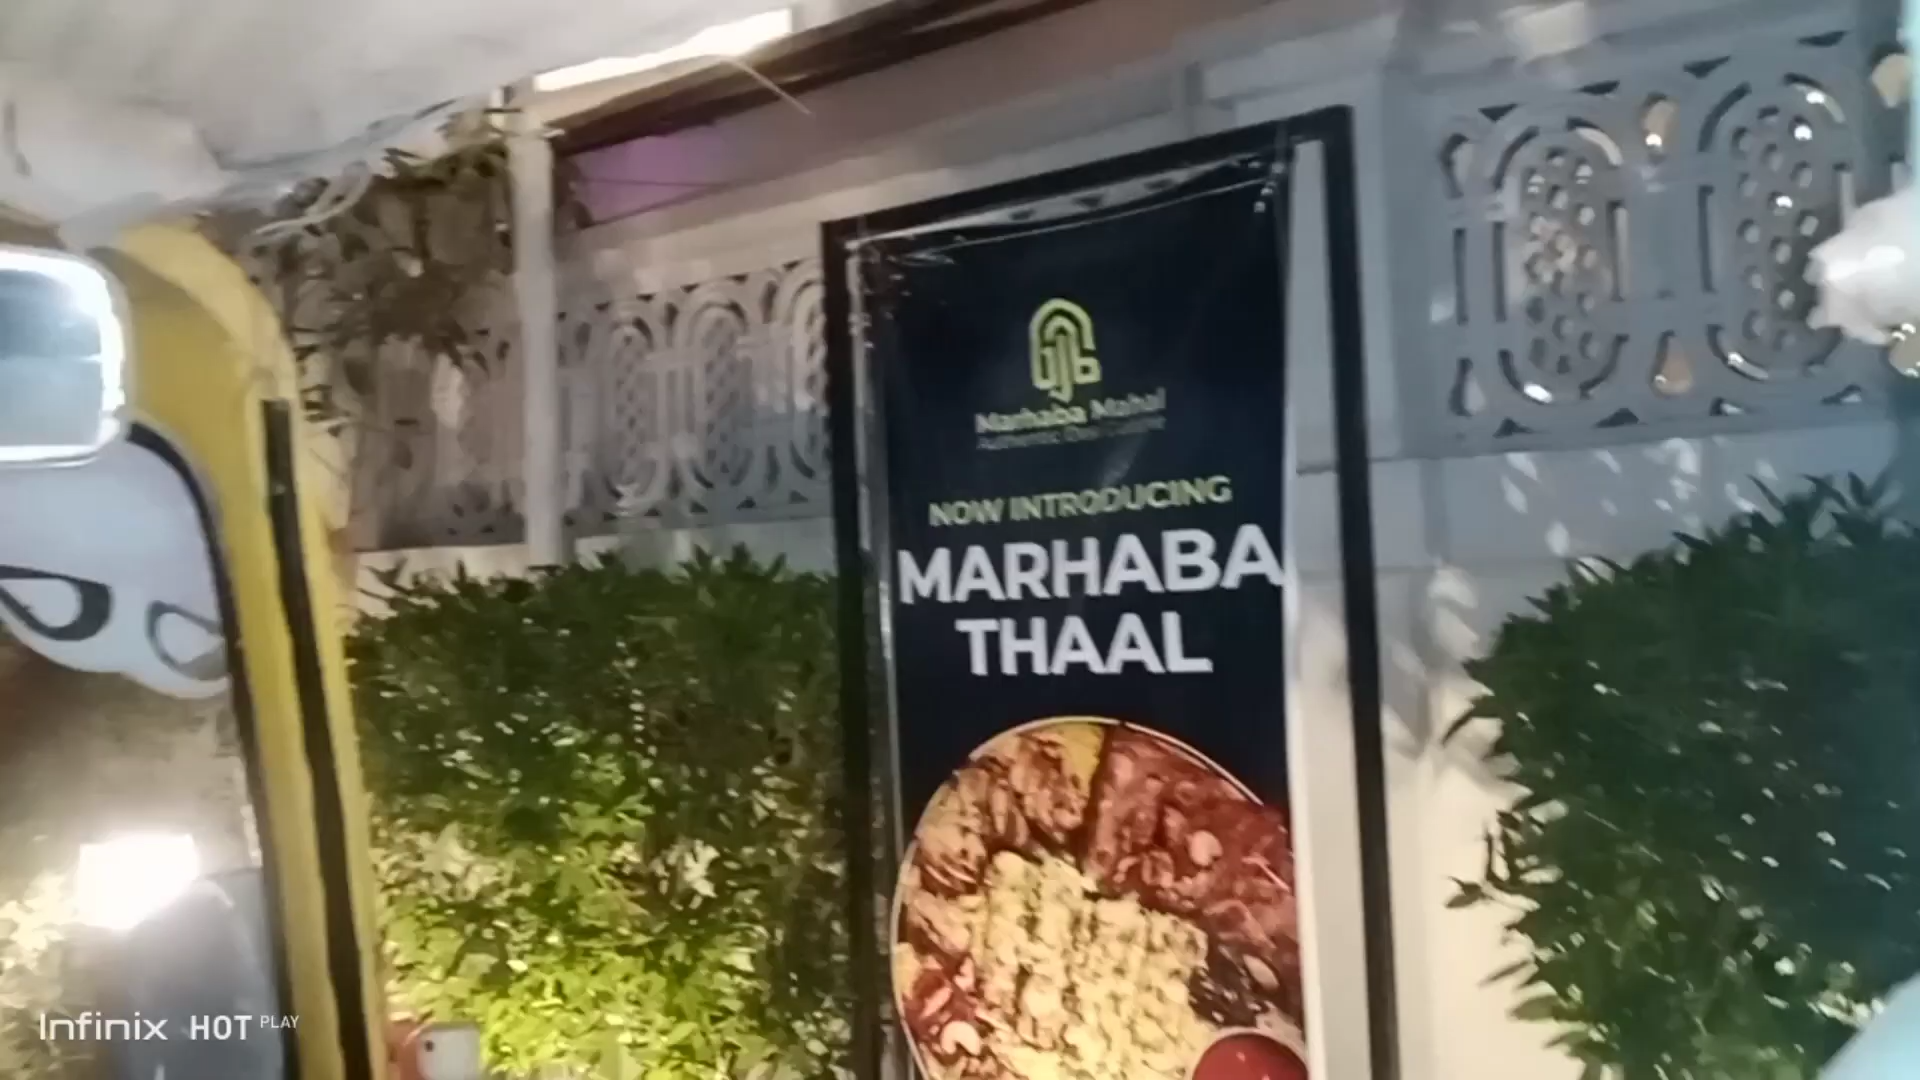 Marhaba Mahal
NOW INTRODUCING
MARHABA
THAAL
Infinix HOT PLAY